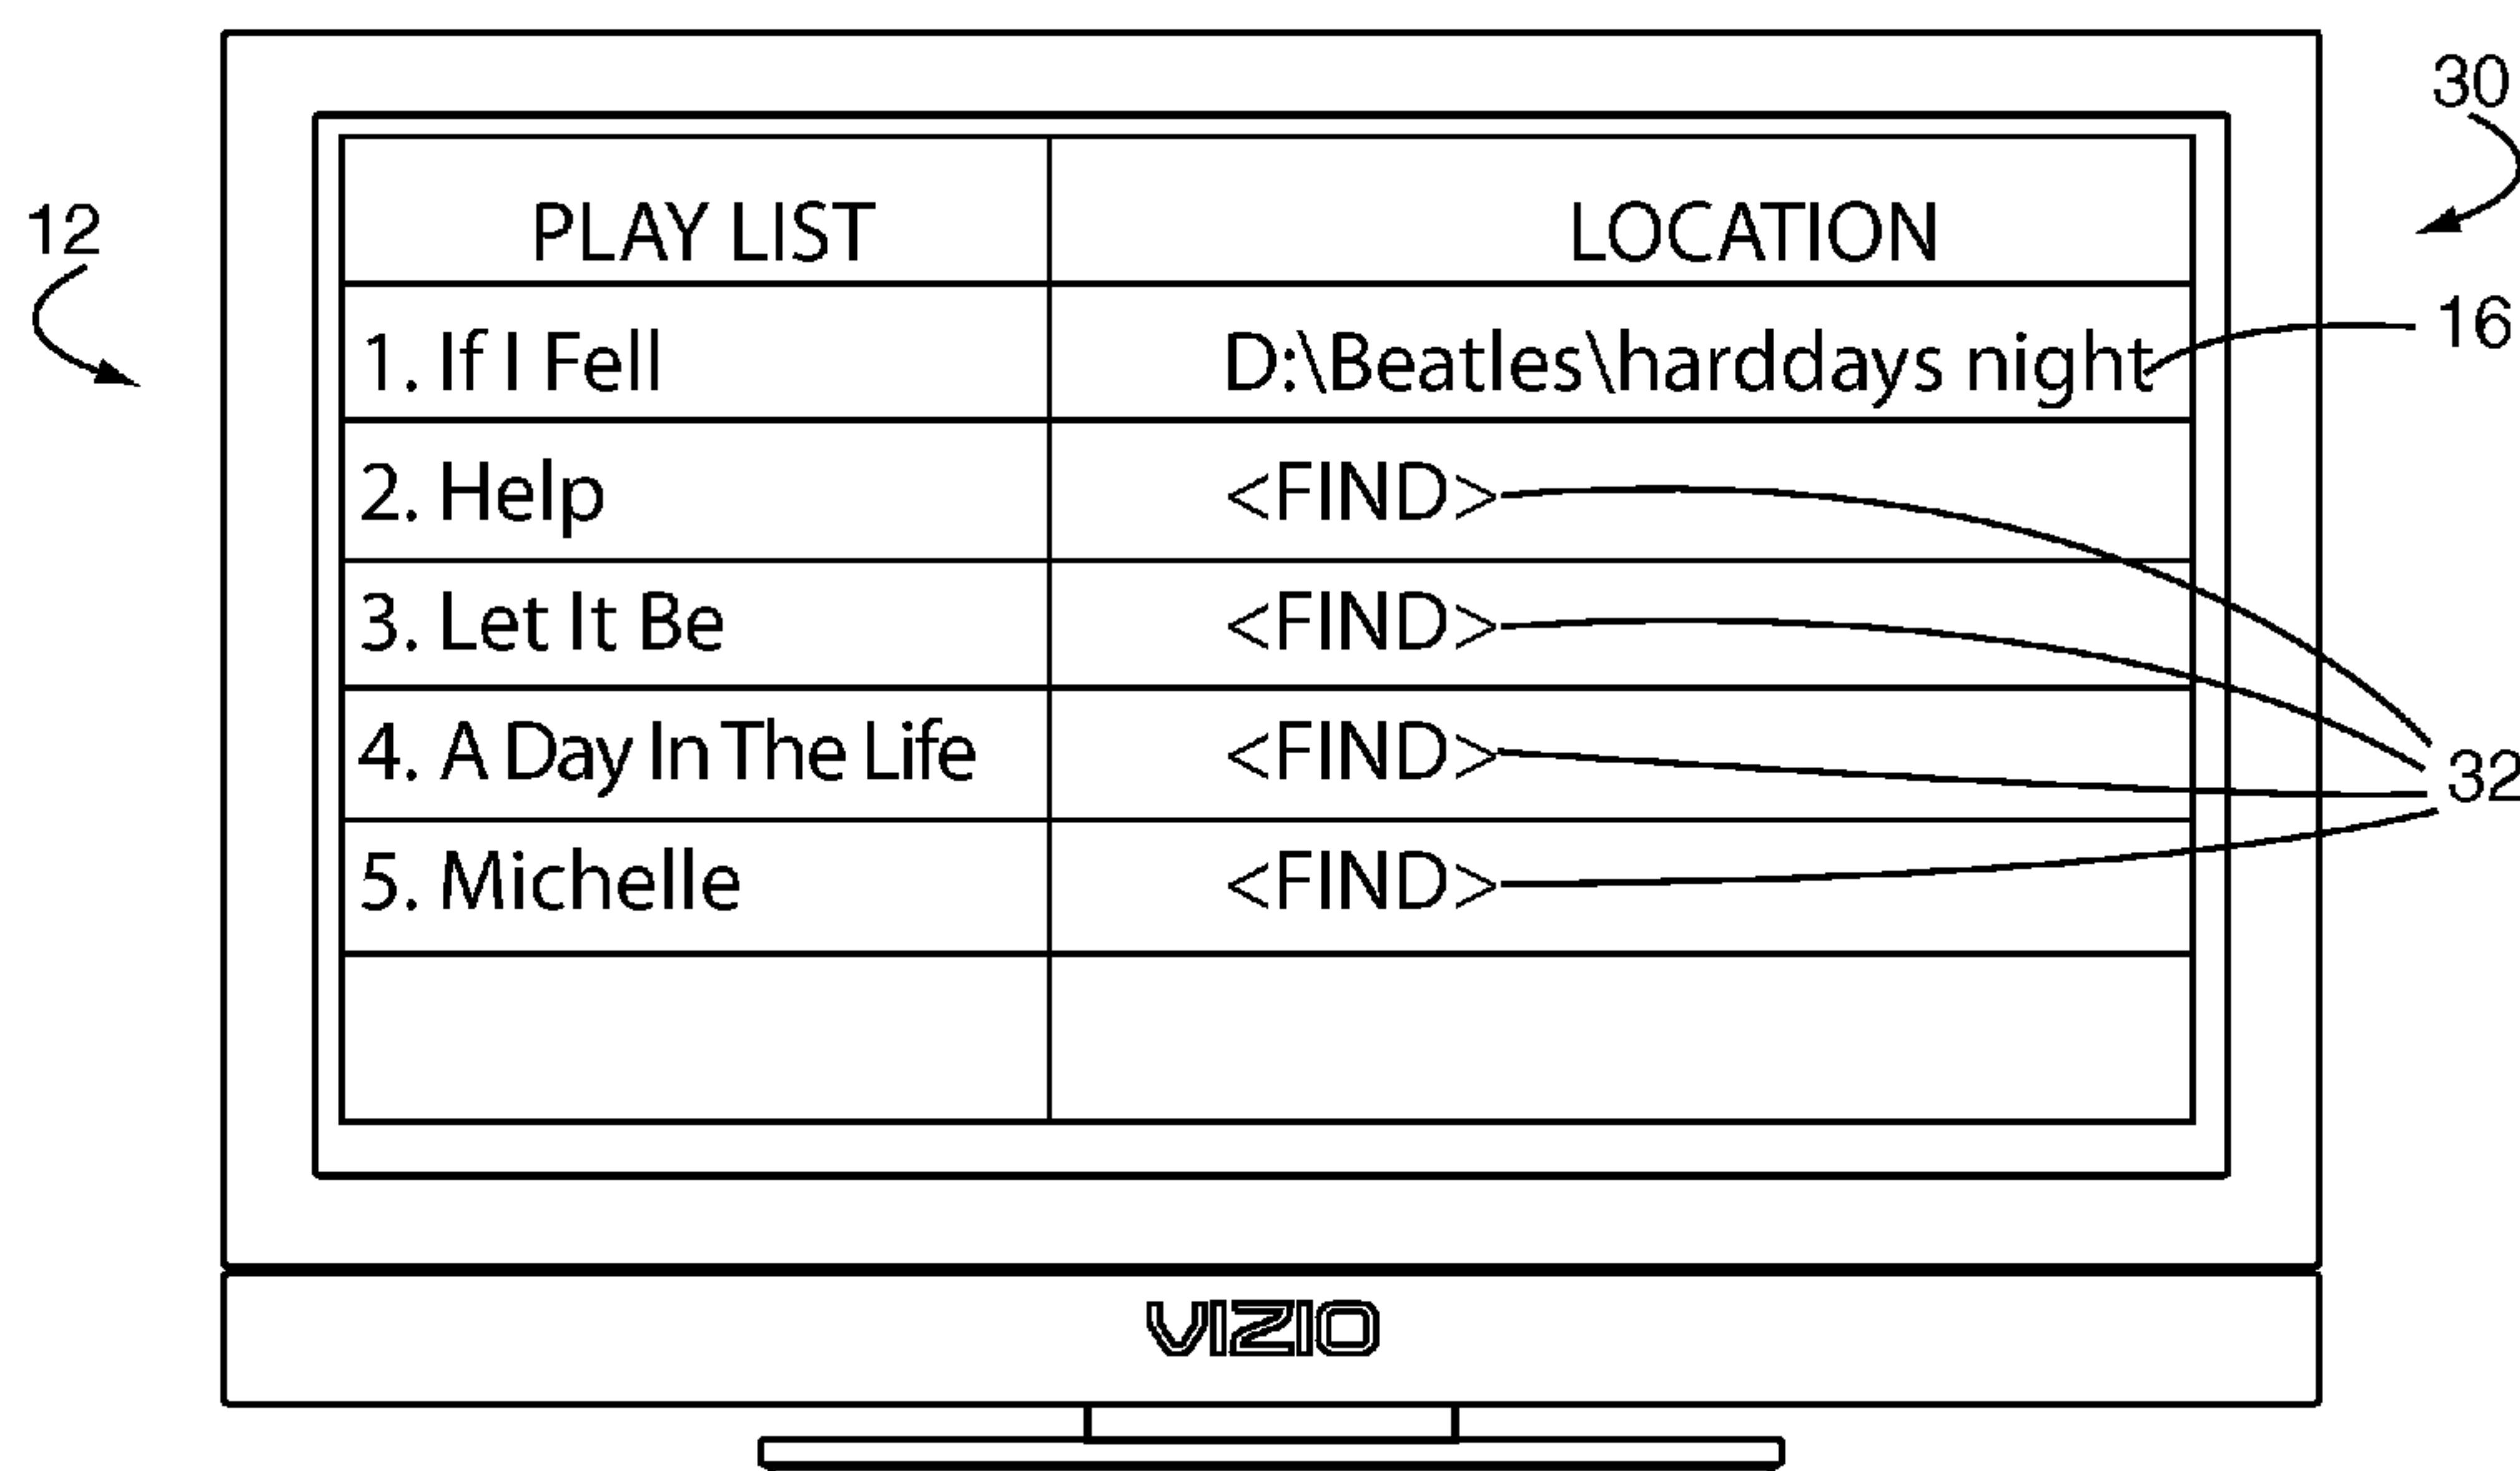 30
12
PLAY LIST LOCATION
16
1. If I Fell D:\Beatles\harddays night
2. Help <FIND>
3. Let It Be <FIND>
4. A Day In The Life <FIND>
32
5. Michelle <FIND>
VIZIO